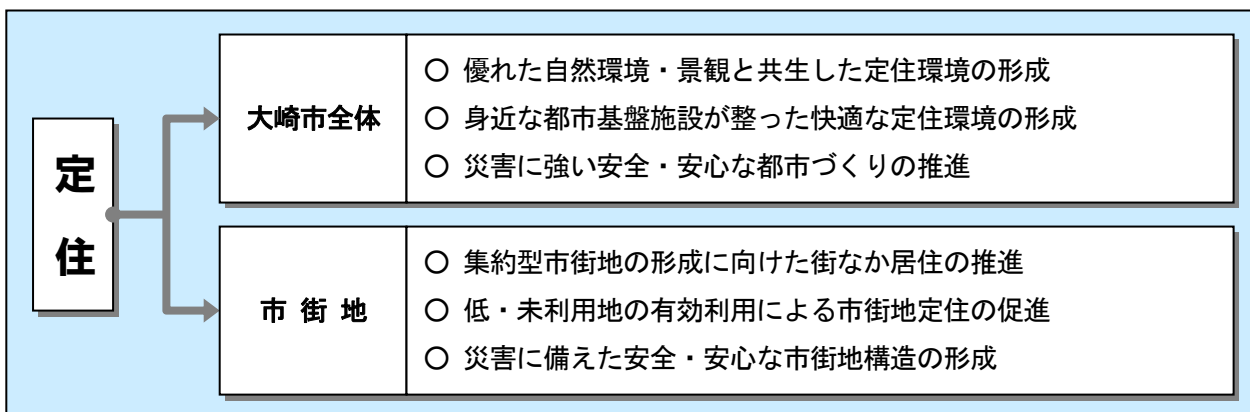 定住
大崎市全体
○ 優れた自然環境・景観と共生した定住環境の形成
○ 身近な都市基盤施設が整った快適な定住環境の形成
○ 災害に強い安全・安心な都市づくりの推進
市街地
○ 集約型市街地の形成に向けた街なか居住の推進
○ 低・未利用地の有効利用による市街地定住の促進
○ 災害に備えた安全・安心な市街地構造の形成